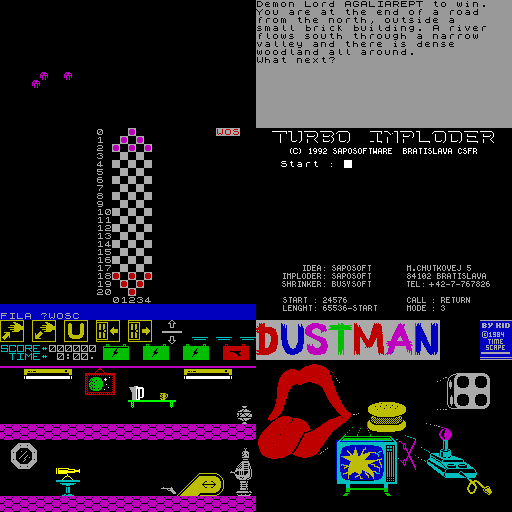 0
1
2
3
4
5
6
7
8
9
10
11
12
13
14
15
16
17
18
19
20
01234
WOS
FILA ?WOSC
Demon Lord AGALIAREPT to win.
You are at the end of a road
from the north, outside a
small brick building. A river
flows south through a narrow
valley and there is dense
woodland all around.
What next?
TURBO IMPLODER
(C) 1992 SAPOSOFTWARE BRATISLAVA CSFR
Start :
IDEA: SAPOSOFT M.CHUTKOVEJ 5
IMPLODER: SAPOSOFT 84102 BRATISLAVA
SHRINKER: BUSYSOFT TEL: +42-7-767826
START : 24576 CALL : RETURN
LENGHT: 65536-START MODE : 3
SCORE=00000
TIME= 0:00.
DUSTMAN
BY KID
©1984
TIME
SCAPE